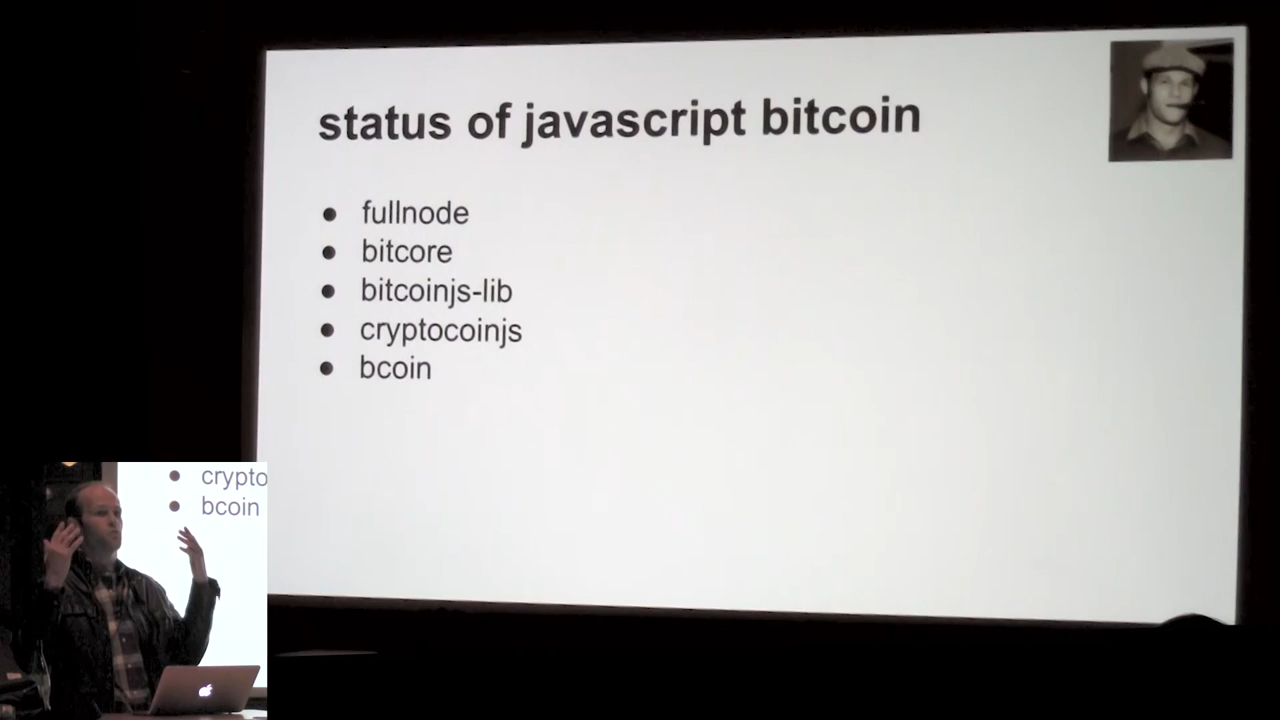 status of javascript bitcoin
● fullnode
● bitcore
● bitcoinjs-lib
● cryptocoinjs
● bcoin
● crypto
● bcoin